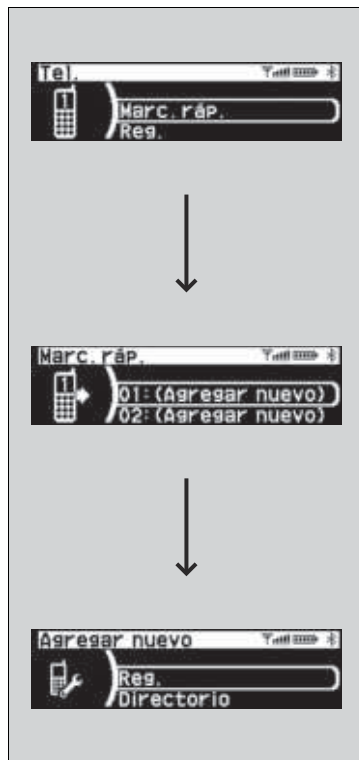 Tel.
Marc. ráp.
Reg.
Marc. ráp.
01:(Agregar nuevo)
02:(Agregar nuevo)
Agregar nuevo
Reg.
Directorio